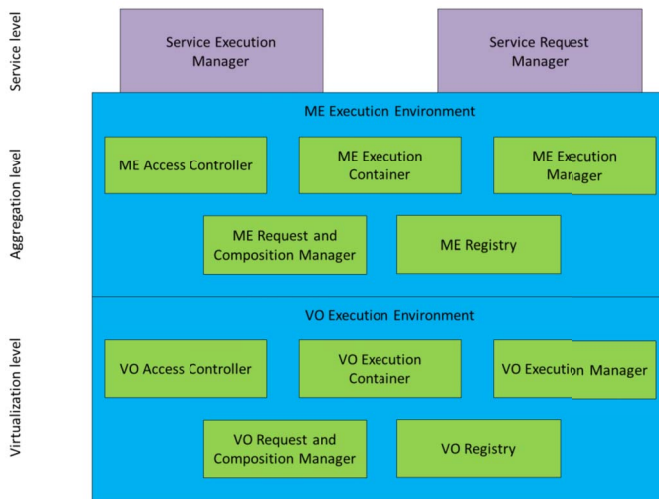 Service level
Service Execution
Manager
Service Request
Manager
Aggregation level
ME Execution Environment
ME Access Controller
ME Execution
Container
ME Execution
Manager
ME Request and
Composition Manager
ME Registry
Virtualization level
VO Execution Environment
VO Access Controller
VO Execution
Container
VO Execution Manager
VO Request and
Composition Manager
VO Registry